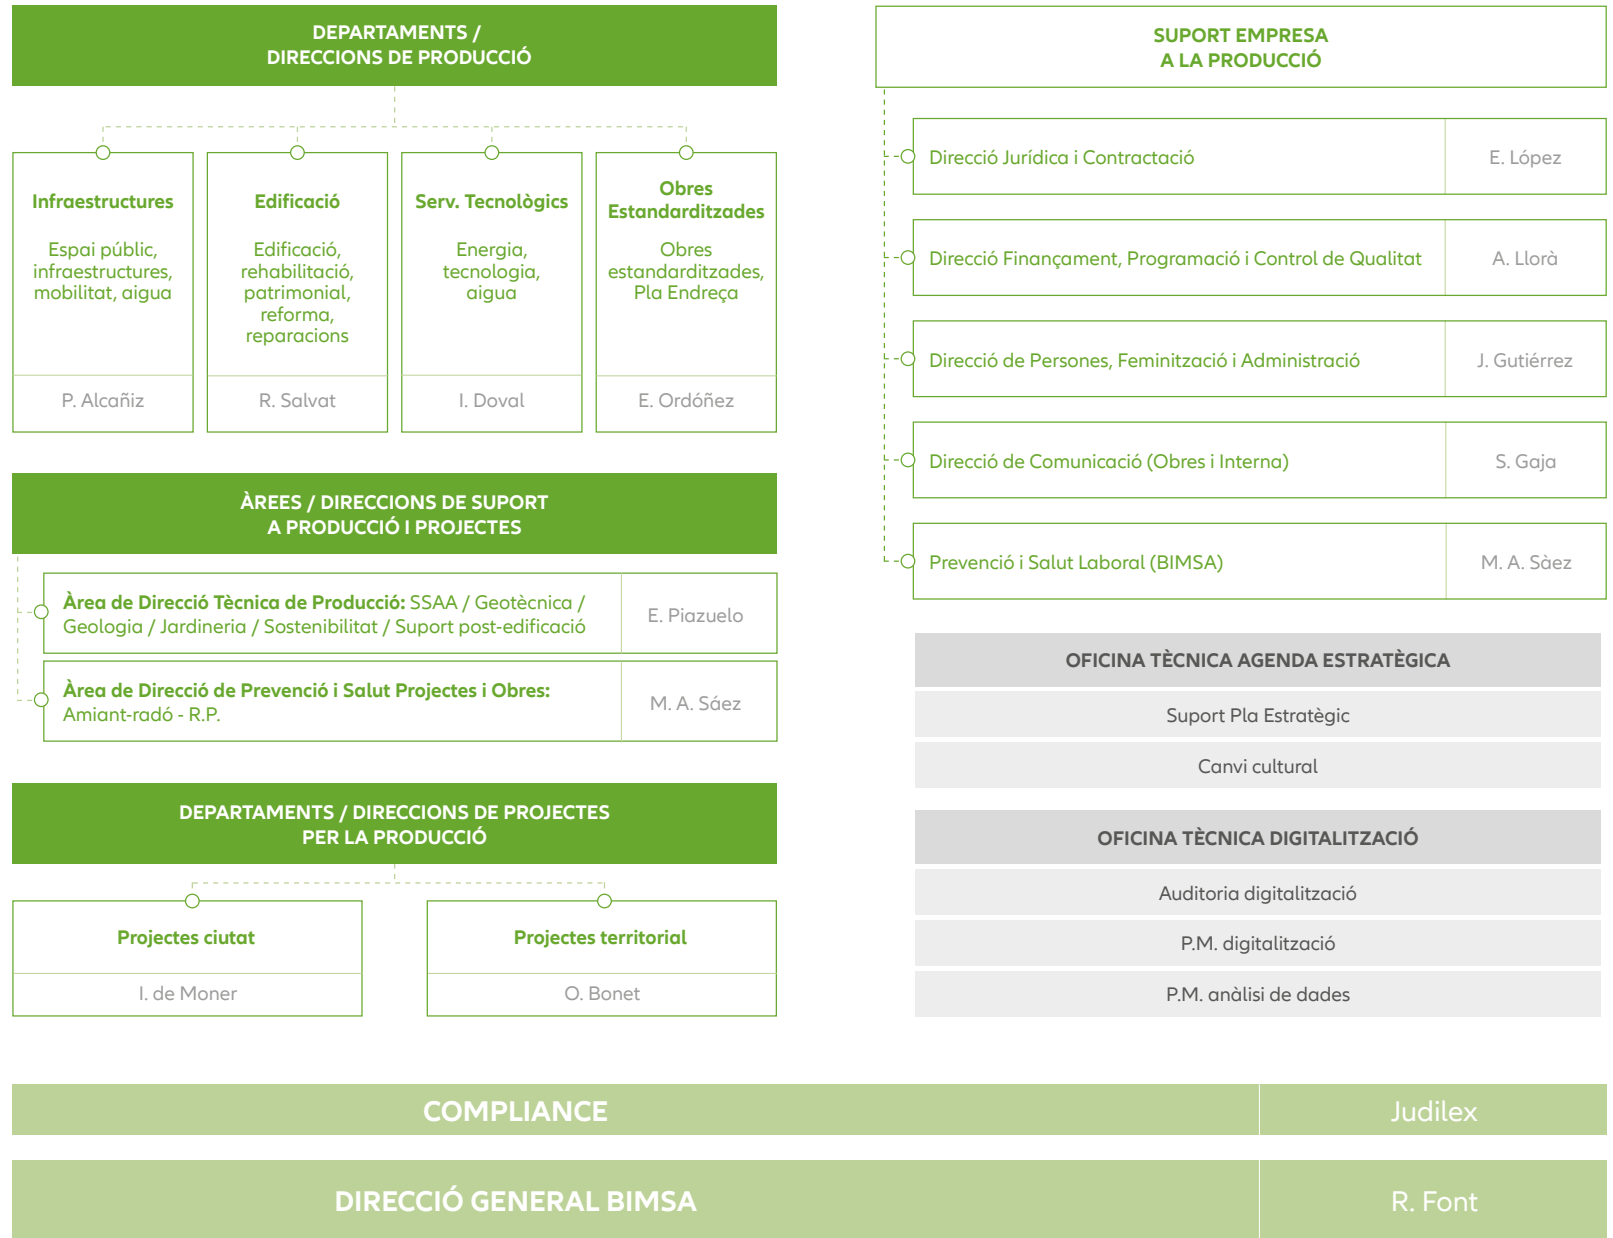 DEPARTAMENTS /
DIRECCIONS DE PRODUCCIÓ
Infraestructures
Espai públic,
infraestructures,
mobilitat, aigua
P. Alcañiz
Edificació
Edificació,
rehabilitació,
patrimonial,
reforma,
reparacions
R. Salvat
Serv. Tecnològics
Energia,
tecnologia,
aigua
I. Doval
Obres
Estandarditzades
Obres
estandarditzades,
Pla Endreça
E. Ordóñez
ÀREES / DIRECCIONS DE SUPORT
A PRODUCCIÓ I PROJECTES
Àrea de Direcció Tècnica de Producció: SSAA / Geotècnica /
Geologia / Jardineria / Sostenibilitat / Suport post-edificació
E. Piazuelo
Àrea de Direcció de Prevenció i Salut Projectes i Obres:
Amiant-radó - R.P.
M. A. Sáez
DEPARTAMENTS / DIRECCIONS DE PROJECTES
PER LA PRODUCCIÓ
Projectes ciutat
I. de Moner
Projectes territorial
O. Bonet
SUPORT EMPRESA
A LA PRODUCCIÓ
Direcció Jurídica i Contractació
E. López
Direcció Finançament, Programació i Control de Qualitat
A. Llorà
Direcció de Persones, Feminització i Administració
J. Gutiérrez
Direcció de Comunicació (Obres i Interna)
S. Gaja
Prevenció i Salut Laboral (BIMSA)
M. A. Sàez
OFICINA TÈCNICA AGENDA ESTRATÈGICA
Suport Pla Estratègic
Canvi cultural
OFICINA TÈCNICA DIGITALITZACIÓ
Auditoria digitalització
P.M. digitalització
P.M. anàlisi de dades
COMPLIANCE
Judilex
DIRECCIÓ GENERAL BIMSA
R. Font